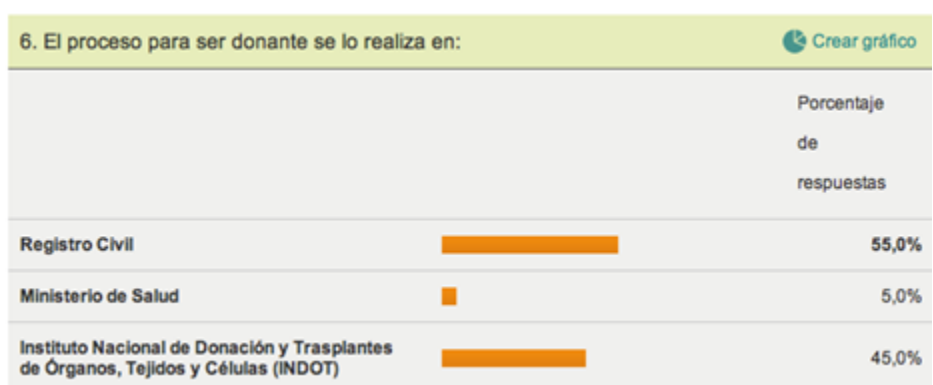 6. El proceso para ser donante se lo realiza en:
Crear gráfico
Porcentaje
de
respuestas
Registro Civil 55,0%
Ministerio de Salud 5,0%
Instituto Nacional de Donación y Trasplantes
de Órganos, Tejidos y Células (INDOT) 45,0%